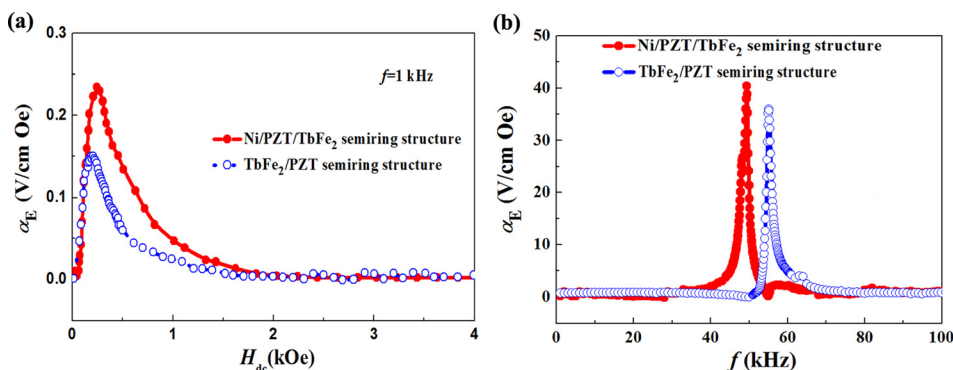 (a)
0.3
0.2
0.1
0.0
αE (V/cm Oe)
f=1 kHz
Ni/PZT/TbFe2 semiring structure
TbFe2/PZT semiring structure
0 1 2 3 4
Hdc(kOe)
(b)
50
40
30
20
10
0
αE (V/cm Oe)
Ni/PZT/TbFe2 semiring structure
TbFe2/PZT semiring structure
0 20 40 60 80 100
f (kHz)